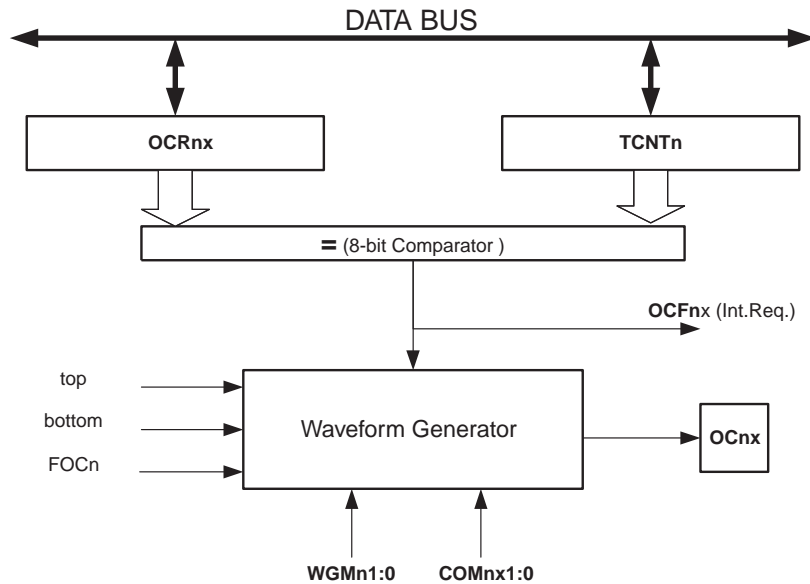 DATA BUS
OCRnx
TCNTn
= (8-bit Comparator )
OCFnx (Int.Req.)
top
bottom
FOCn
Waveform Generator
OCnx
WGMn1:0
COMnx1:0